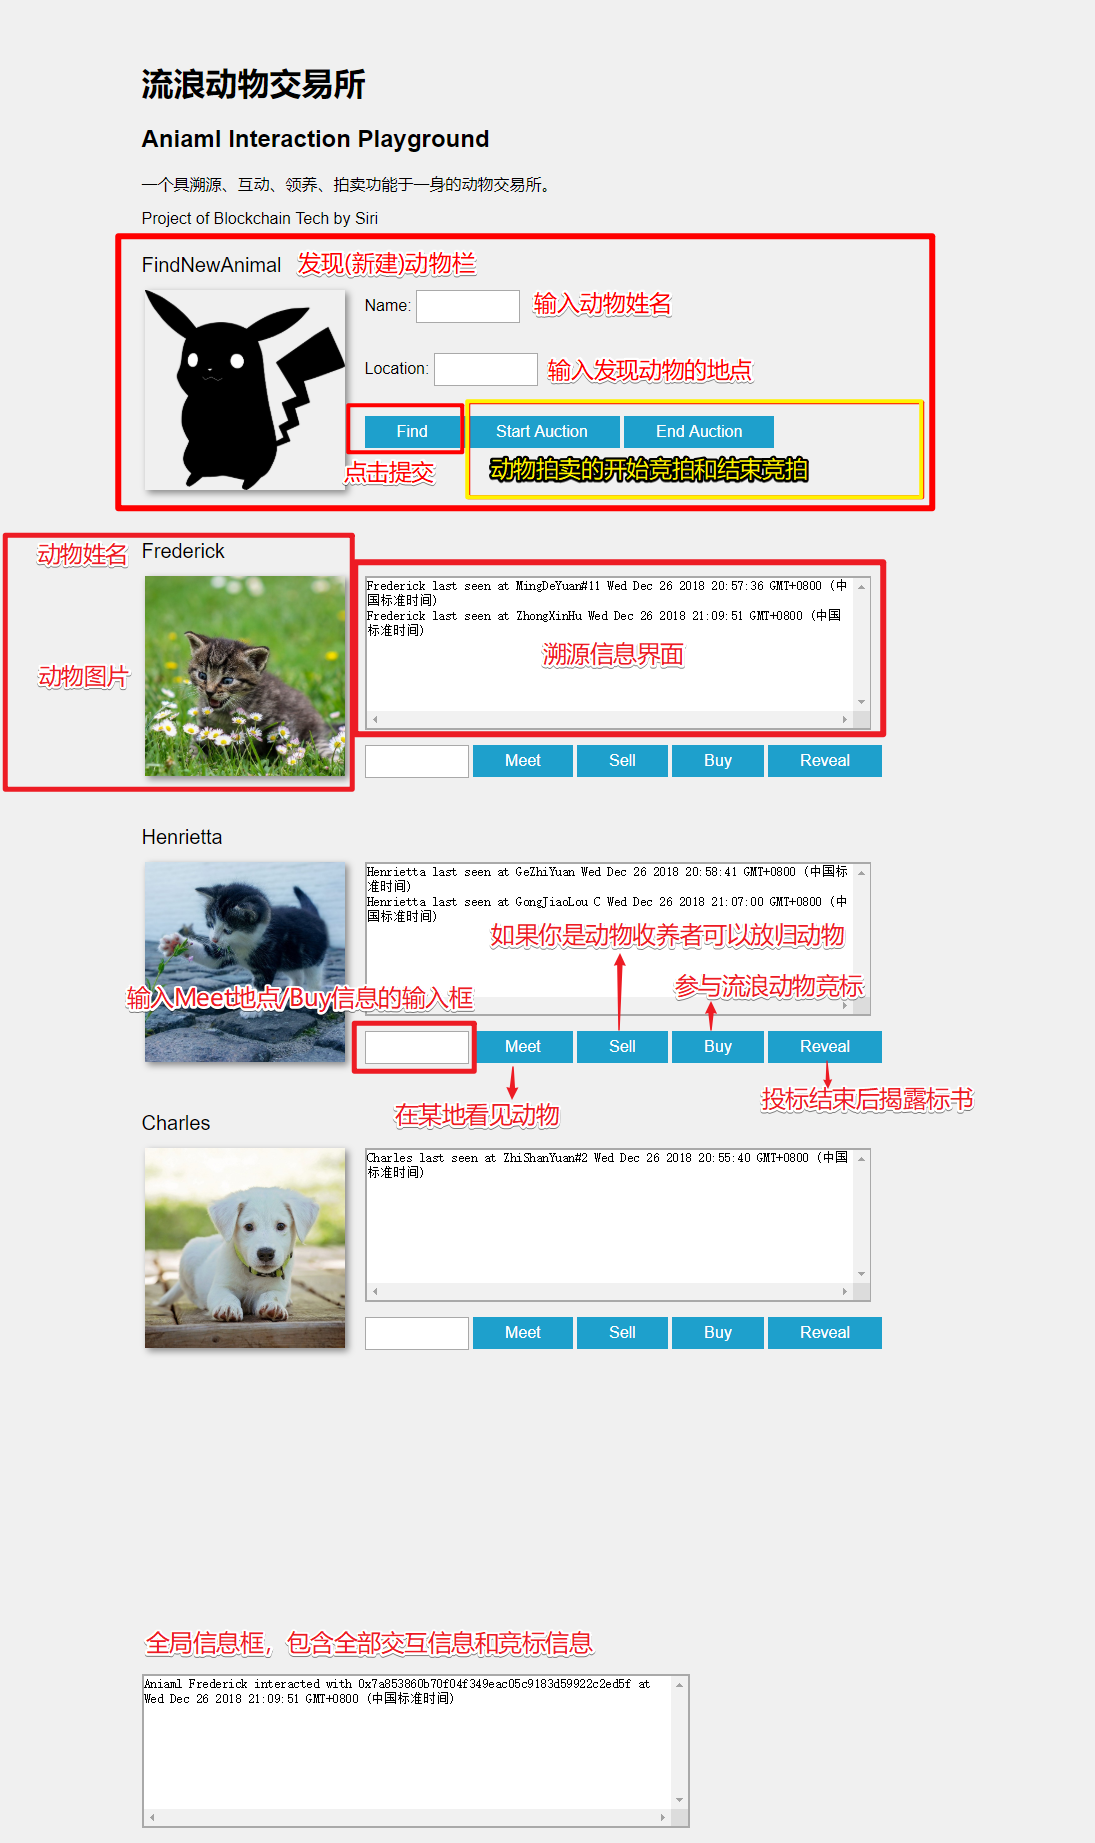 流浪动物交易所
Aniaml Interaction Playground
一个具溯源、互动、领养、拍卖功能于一身的动物交易所。
Project of Blockchain Tech by Siri
FindNewAnimal 发现(新建)动物栏
Name: 输入动物姓名
Location: 输入发现动物的地点
Find Start Auction End Auction
点击提交 动物拍卖的开始竞拍和结束竞拍
动物姓名 Frederick
动物图片
Frederick last seen at MingDeYuan#11 Wed Dec 26 2018 20:57:36 GMT+0800 (中
国标准时间)
Frederick last seen at ZhongXinHu Wed Dec 26 2018 21:09:51 GMT+0800 (中国
标准时间)
溯源信息界面
Meet Sell Buy Reveal
Henrietta
Henrietta last seen at GeZhiYuan Wed Dec 26 2018 20:58:41 GMT+0800 (中国标
准时间)
Henrietta last seen at GongJiaoLou C Wed Dec 26 2018 21:07:00 GMT+0800 (中
国标准时间)
如果你是动物收养者可以放归动物
参与流浪动物竞标
输入Meet地点/Buy信息的输入框
Meet Sell Buy Reveal
在某地看见动物
投标结束后揭露标书
Charles
Charles last seen at ZhiShanYuan#2 Wed Dec 26 2018 20:55:40 GMT+0800 (中国
标准时间)
Meet Sell Buy Reveal
全局信息框，包含全部交互信息和竞标信息
Aniaml Frederick interacted with 0x7a853860b70f04f349eac05c9183d59922c2ed5f at
Wed Dec 26 2018 21:09:51 GMT+0800 (中国标准时间)